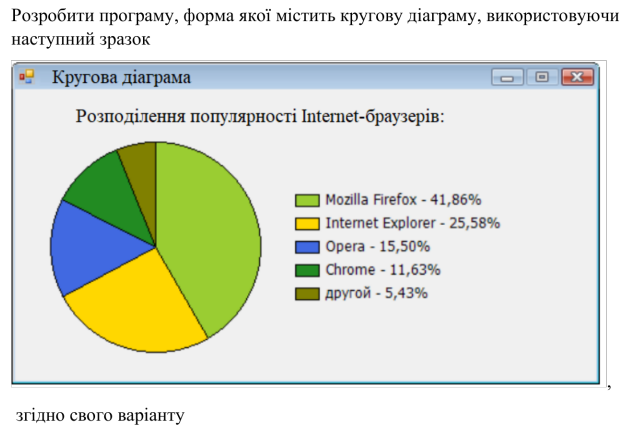 Розробити програму, форма якої містить кругову діаграму, використовуючи
наступний зразок
Кругова діаграма
Розподілення популярності Internet-браузерів:
Mozilla Firefox - 41,86%
Internet Explorer - 25,58%
Opera - 15,50%
Chrome - 11,63%
другой - 5,43%
,
згідно свого варіанту